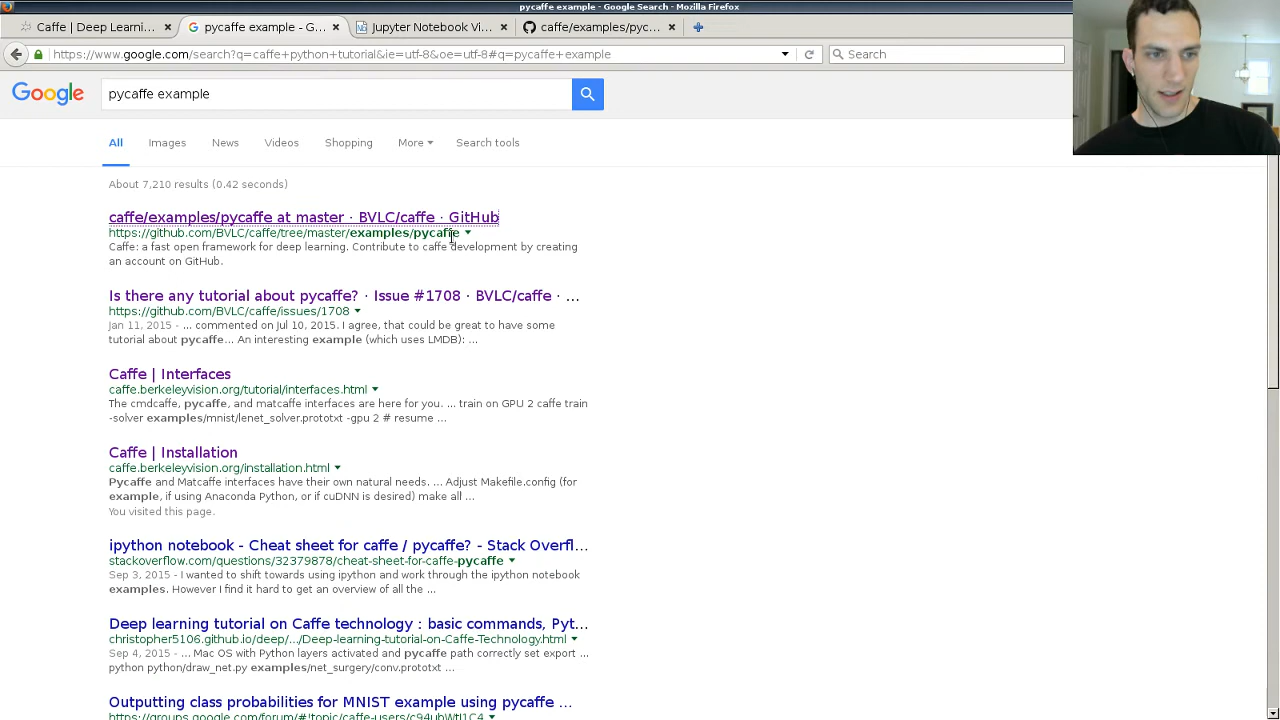 pycaffe example - Google Search - Mozilla Firefox
Caffe | Deep Learni...
pycaffe example - G...
Jupyter Notebook Vi...
caffe/examples/pyc...
https://www.google.com/search?q=caffe+python+tutorial&ie=utf-8&oe=utf-8#q=pycaffe+example
Search
Google
pycaffe example
All Images News Videos Shopping More Search tools
About 7,210 results (0.42 seconds)
caffe/examples/pycaffe at master · BVLC/caffe · GitHub
https://github.com/BVLC/caffe/tree/master/examples/pycaffe
Caffe: a fast open framework for deep learning. Contribute to caffe development by creating
an account on GitHub.
Is there any tutorial about pycaffe? · Issue #1708 · BVLC/caffe · ...
https://github.com/BVLC/caffe/issues/1708
Jan 11, 2015 - ... commented on Jul 10, 2015. I agree, that could be great to have some
tutorial about pycaffe... An interesting example (which uses LMDB): ...
Caffe | Interfaces
caffe.berkeleyvision.org/tutorial/interfaces.html
The cmdcaffe, pycaffe, and matcaffe interfaces are here for you. ... train on GPU 2 caffe train
-solver examples/mnist/lenet_solver.prototxt -gpu 2 # resume ...
Caffe | Installation
caffe.berkeleyvision.org/installation.html
Pycaffe and Matcaffe interfaces have their own natural needs. ... Adjust Makefile.config (for
example, if using Anaconda Python, or if cuDNN is desired) make all ...
You visited this page.
ipython notebook - Cheat sheet for caffe / pycaffe? - Stack Overfl...
stackoverflow.com/questions/32379878/cheat-sheet-for-caffe-pycaffe
Sep 3, 2015 - I wanted to shift towards using ipython and work through the ipython notebook
examples. However I find it hard to get an overview of all the ...
Deep learning tutorial on Caffe technology : basic commands, Pyt...
christopher5106.github.io/deep/.../Deep-learning-tutorial-on-Caffe-Technology.html
Sep 4, 2015 - ... Mac OS with Python layers activated and pycaffe path correctly set export ...
python python/draw_net.py examples/net_surgery/conv.prototxt ...
Outputting class probabilities for MNIST example using pycaffe ...
https://groups.google.com/forum/#!topic/caffe-users/c94ubWtJ1C4